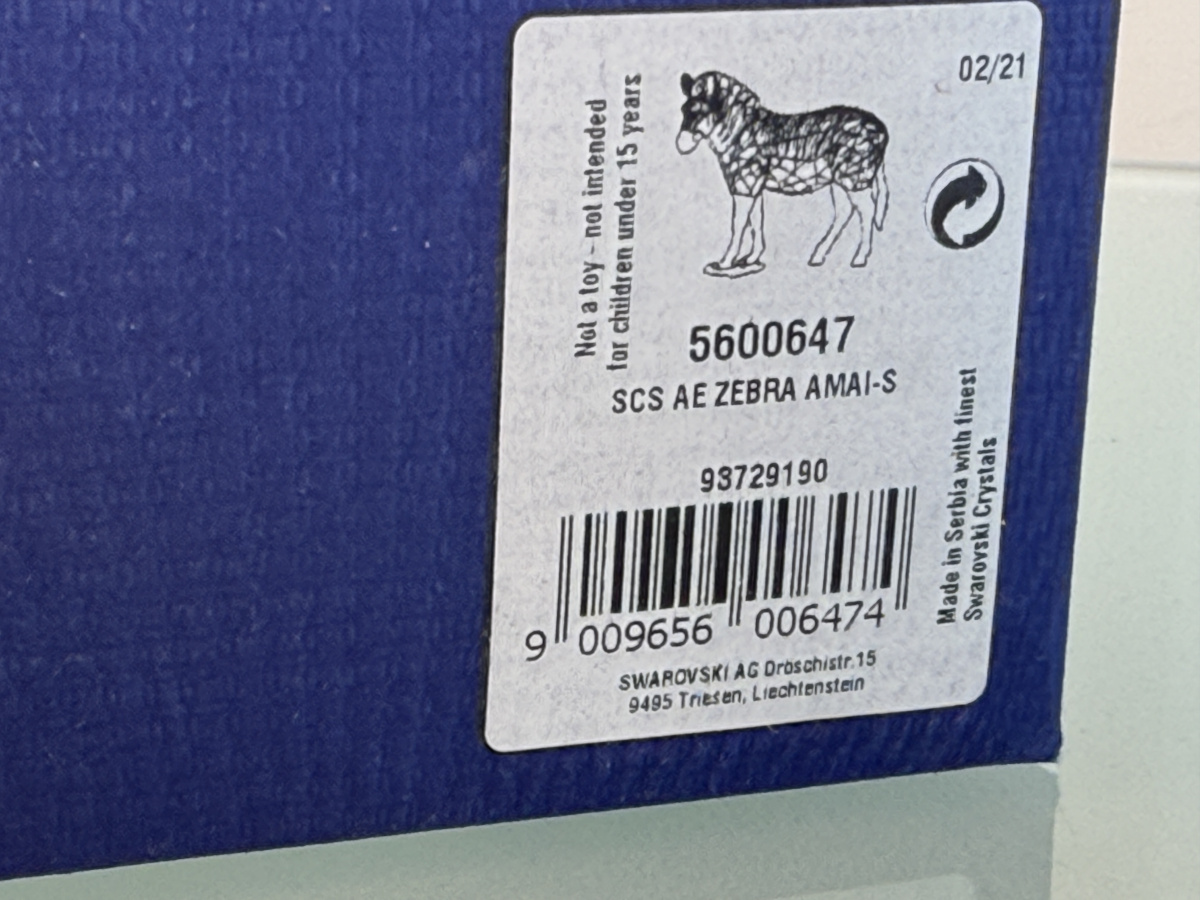 02/21
Not a toy - not intended
for children under 15 years
5600647
SCS AE ZEBRA AMAI-S
93729190
Made in Serbia with finest
Swarovski Crystals
9 009656 006474
SWAROVSKI AG Dröschistr.15
9495 Triesen, Liechtenstein